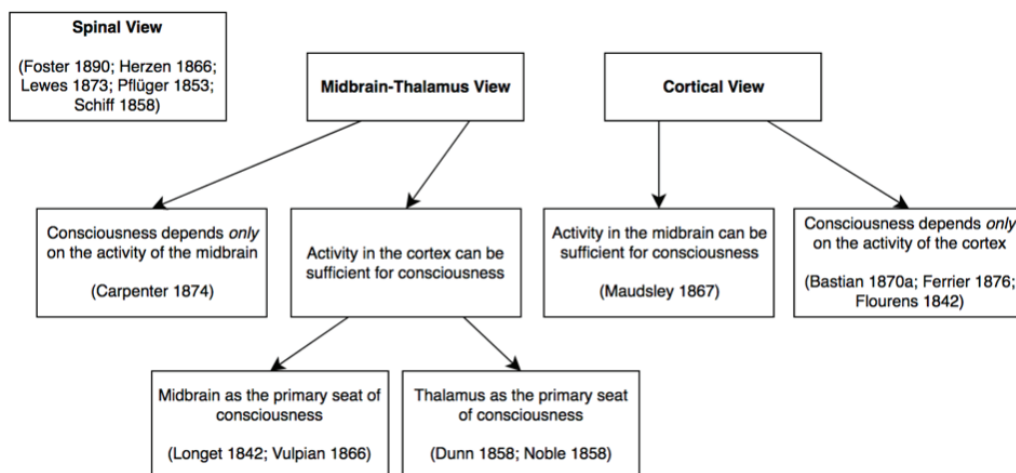 Spinal View
(Foster 1890; Herzen 1866;
Lewes 1873; Pflüger 1853;
Schiff 1858)
Midbrain-Thalamus View
Cortical View
Consciousness depends only
on the activity of the midbrain
(Carpenter 1874)
Activity in the cortex can be
sufficient for consciousness
Activity in the midbrain can be
sufficient for consciousness
(Maudsley 1867)
Consciousness depends only
on the activity of the cortex
(Bastian 1870a; Ferrier 1876;
Flourens 1842)
Midbrain as the primary seat of
consciousness
(Longet 1842; Vulpian 1866)
Thalamus as the primary seat
of consciousness
(Dunn 1858; Noble 1858)